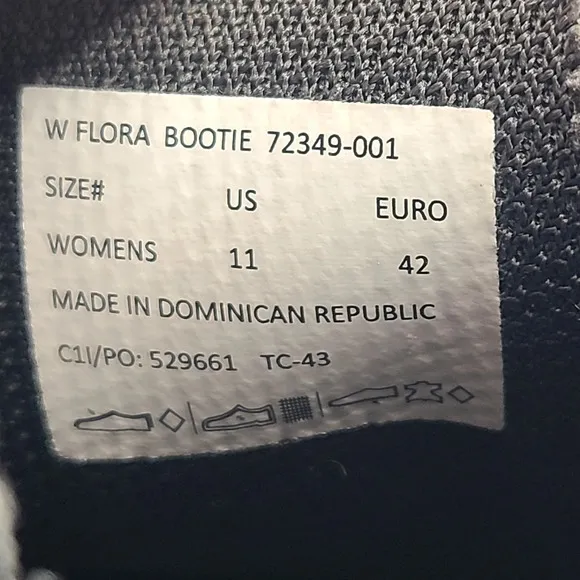 W FLORA BOOTIE 72349-001
SIZE# US EURO
WOMENS 11 42
MADE IN DOMINICAN REPUBLIC
C1I/PO: 529661 TC-43